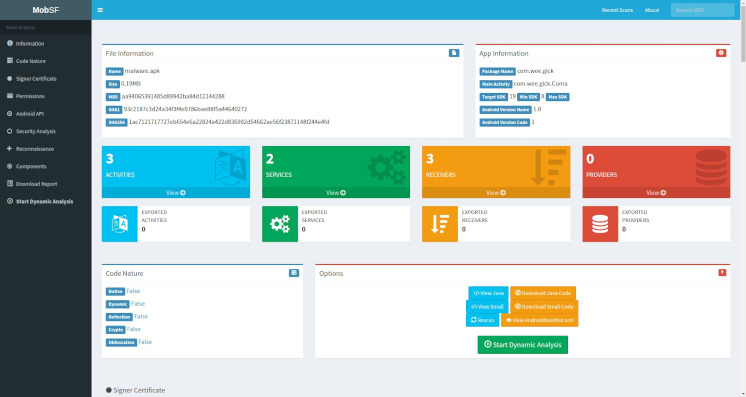 MobSF
Recent Scans
About
Search MD5
Static Analysis
Information
Code Nature
Signer Certificate
Permissions
Android API
Security Analysis
Reconnaissance
Components
Download Report
Start Dynamic Analysis
File Information
Name malware.apk
Size 0.19MB
MD5 aa94065391485d89942ba84d12144288
SHA1
SHA256
App Information
Package Name com.wee.gick
Main Activity com.wee.gick.Coma
Target SDK 19 Min SDK 8 Max SDK
Android Version Name 1.0
Android Version Code 1
3
ACTIVITIES
View
2
SERVICES
View
3
RECEIVERS
View
0
PROVIDERS
View
EXPORTED
ACTIVITIES
0
EXPORTED
SERVICES
0
EXPORTED
RECEIVERS
0
EXPORTED
PROVIDERS
0
Code Nature
Native False
Dynamic False
Reflection False
Crypto False
Obfuscation False
Options
View Java
Download Java Code
View Smali
Download Smali Code
Rescan
View AndroidManifest.xml
Start Dynamic Analysis
Signer Certificate